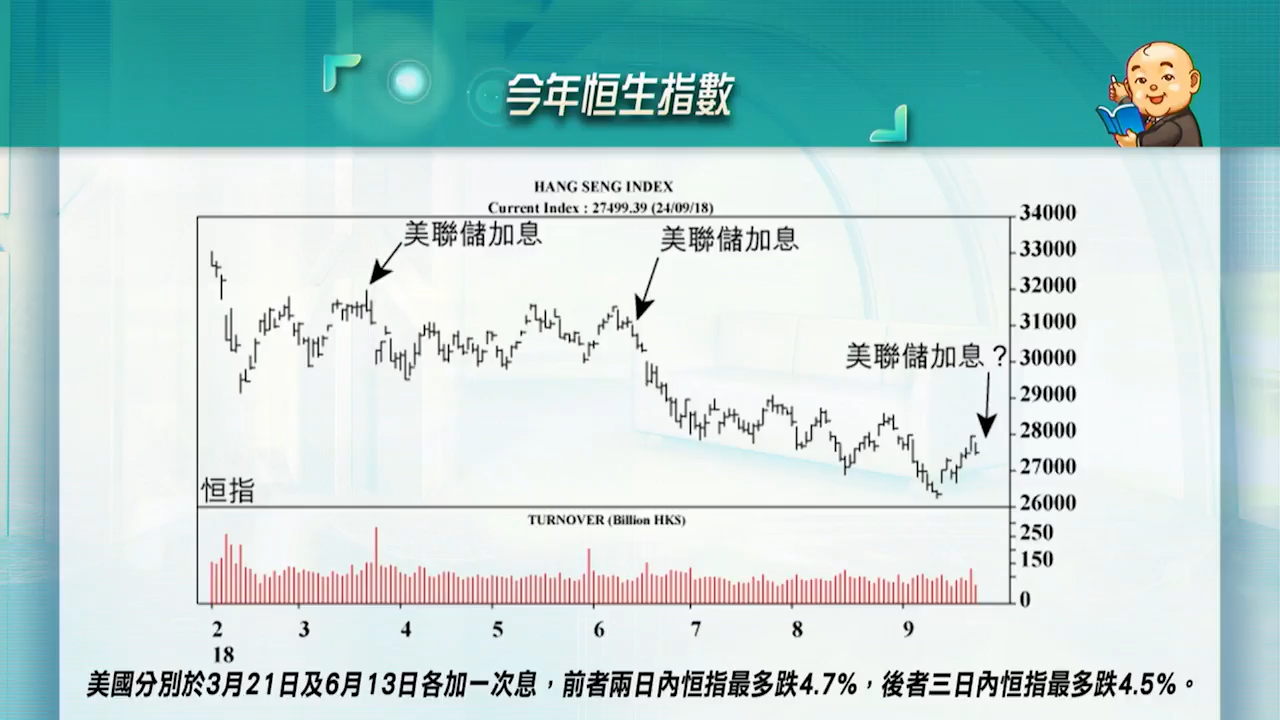 今年恒生指數
HANG SENG INDEX
Current Index : 27499.39 (24/09/18)
美聯儲加息
美聯儲加息
美聯儲加息？
34000
33000
32000
31000
30000
29000
28000
27000
26000
恒指
TURNOVER (Billion HKS)
250
150
0
2 3 4 5 6 7 8 9
18
美國分別於3月21日及6月13日各加一次息，前者兩日內恒指最多跌4.7%，後者三日內恒指最多跌4.5%。